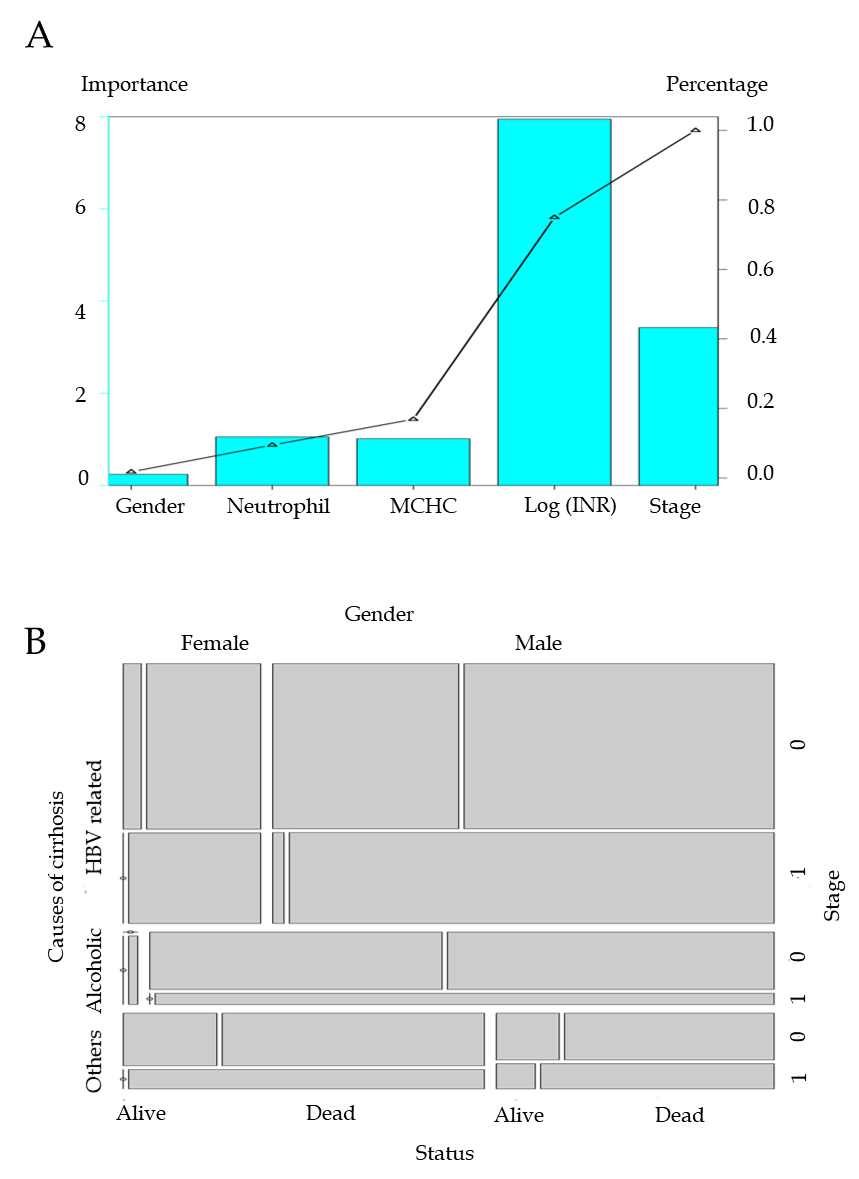 A
Importance
Percentage
8
6
4
2
0
1.0
0.8
0.6
0.4
0.2
0.0
Gender
Neutrophil
MCHC
Log (INR)
Stage
B
Gender
Female
Male
Causes of cirrhosis
HBV related
Alcoholic
Others
0
1
0
1
0
1
Stage
Alive
Dead
Alive
Dead
Status